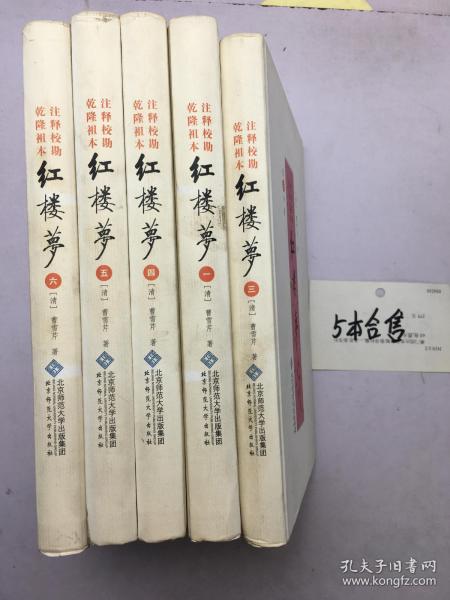 注释校勘
乾隆祖本
红楼夢
六
[清]
曹雪芹 著
北京师范大学出版集团
北京师范大学出版社
注释校勘
乾隆祖本
红楼夢
五
[清]
曹雪芹 著
北京师范大学出版集团
北京师范大学出版社
注释校勘
乾隆祖本
红楼夢
四
[清]
曹雪芹 著
北京师范大学出版集团
北京师范大学出版社
注释校勘
乾隆祖本
红楼夢
一
[清]
曹雪芹 著
北京师范大学出版集团
北京师范大学出版社
注释校勘
乾隆祖本
红楼夢
三
[清]
曹雪芹 著
北京师范大学出版集团
北京师范大学出版社
5本合售
孔夫子旧书网
www.kongfz.com